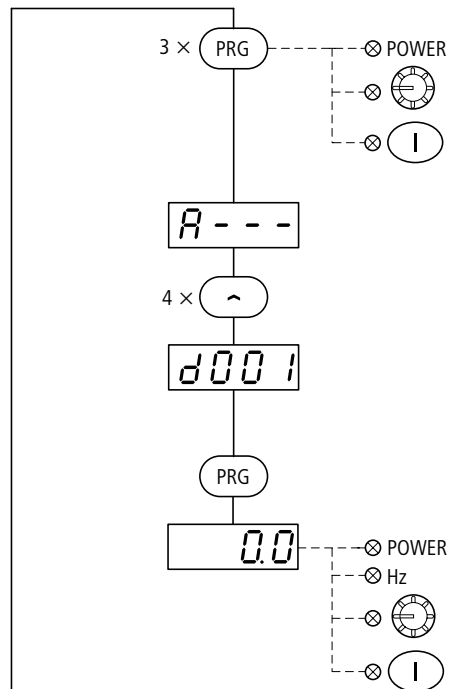 3 × PRG
POWER
I
A---
4 ×
d001
PRG
0.0
POWER
Hz
I